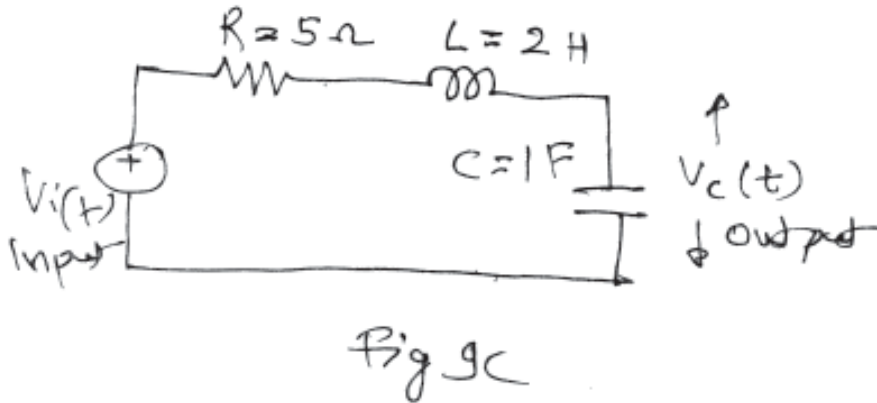 R = 5 Ω L = 2 H
+
C = 1 F
Vi(t)
Input
Vc(t)
Output
Fig 9C